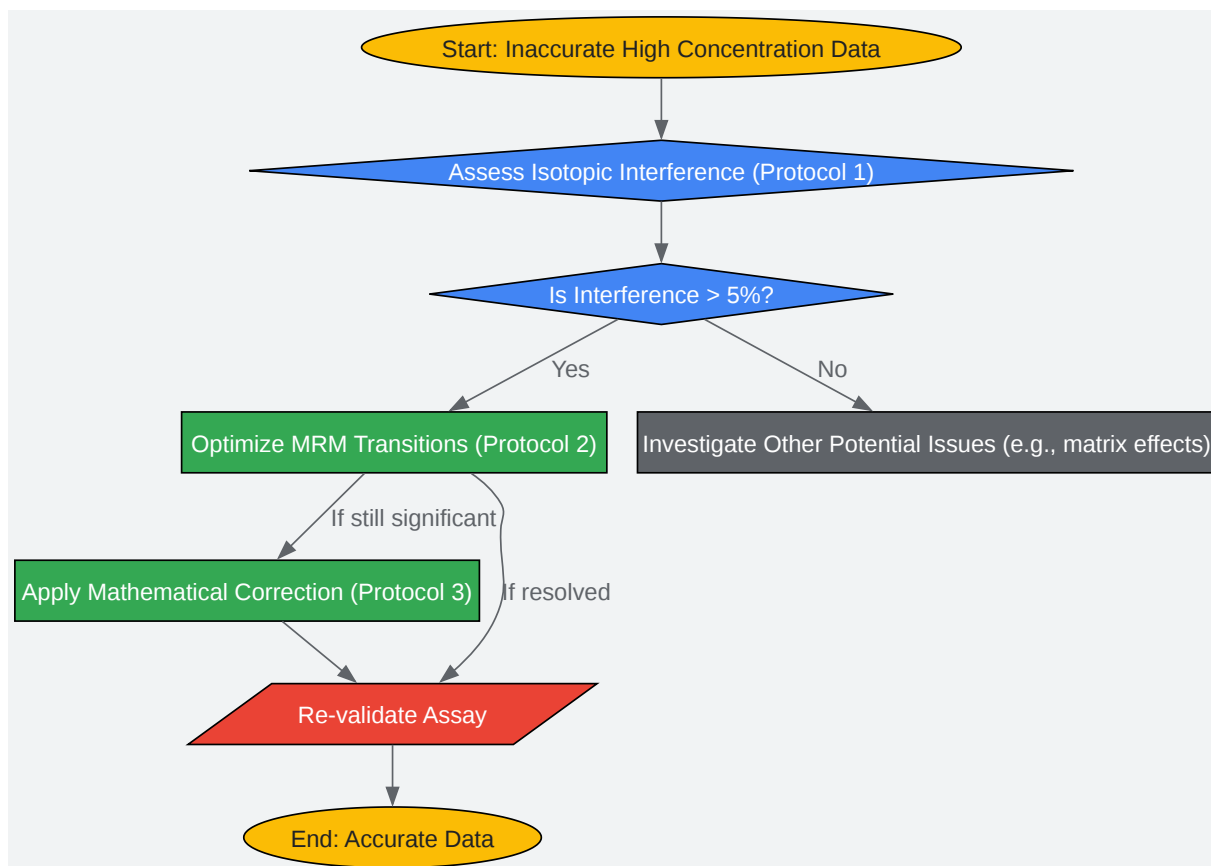 Start: Inaccurate High Concentration Data
Assess Isotopic Interference (Protocol 1)
Is Interference > 5%?
Yes
No
Optimize MRM Transitions (Protocol 2)
Investigate Other Potential Issues (e.g., matrix effects)
If still significant
Apply Mathematical Correction (Protocol 3)
If resolved
Re-validate Assay
End: Accurate Data